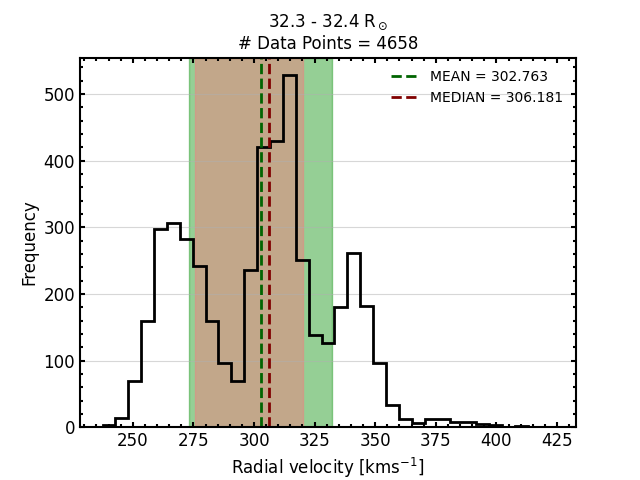 32.3 - 32.4 R⊙
# Data Points = 4658
MEAN = 302.763
MEDIAN = 306.181
Frequency
500
400
300
200
100
0
250 275 300 325 350 375 400 425
Radial velocity [kms⁻¹]